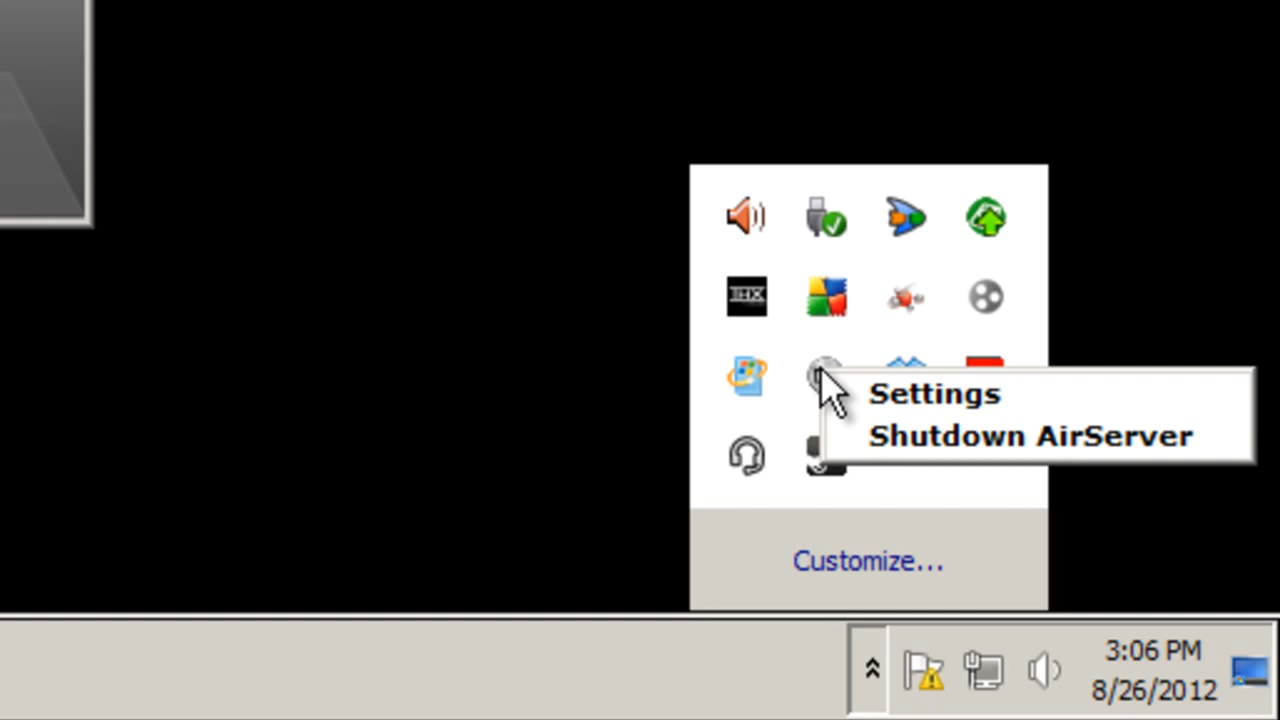 THX
Settings
Shutdown AirServer
Customize...
3:06 PM
8/26/2012